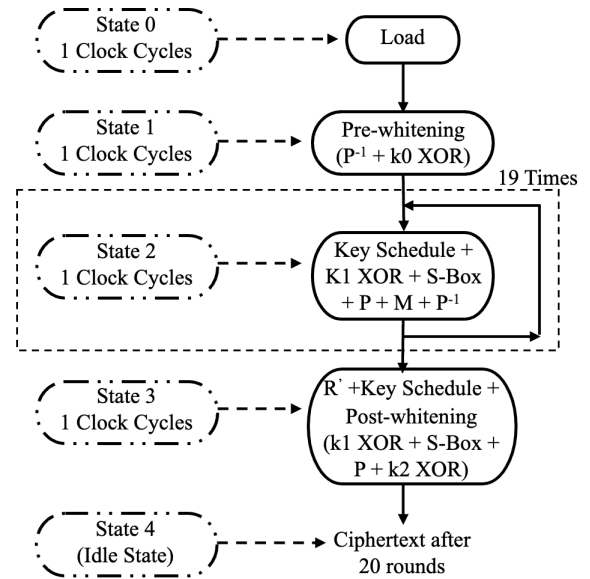 State 0
1 Clock Cycles
Load
State 1
1 Clock Cycles
Pre-whitening
(P⁻¹ + k0 XOR)
19 Times
State 2
1 Clock Cycles
Key Schedule +
K1 XOR + S-Box
+ P + M + P⁻¹
State 3
1 Clock Cycles
R’ +Key Schedule +
Post-whitening
(k1 XOR + S-Box +
P + k2 XOR)
State 4
(Idle State)
Ciphertext after
20 rounds